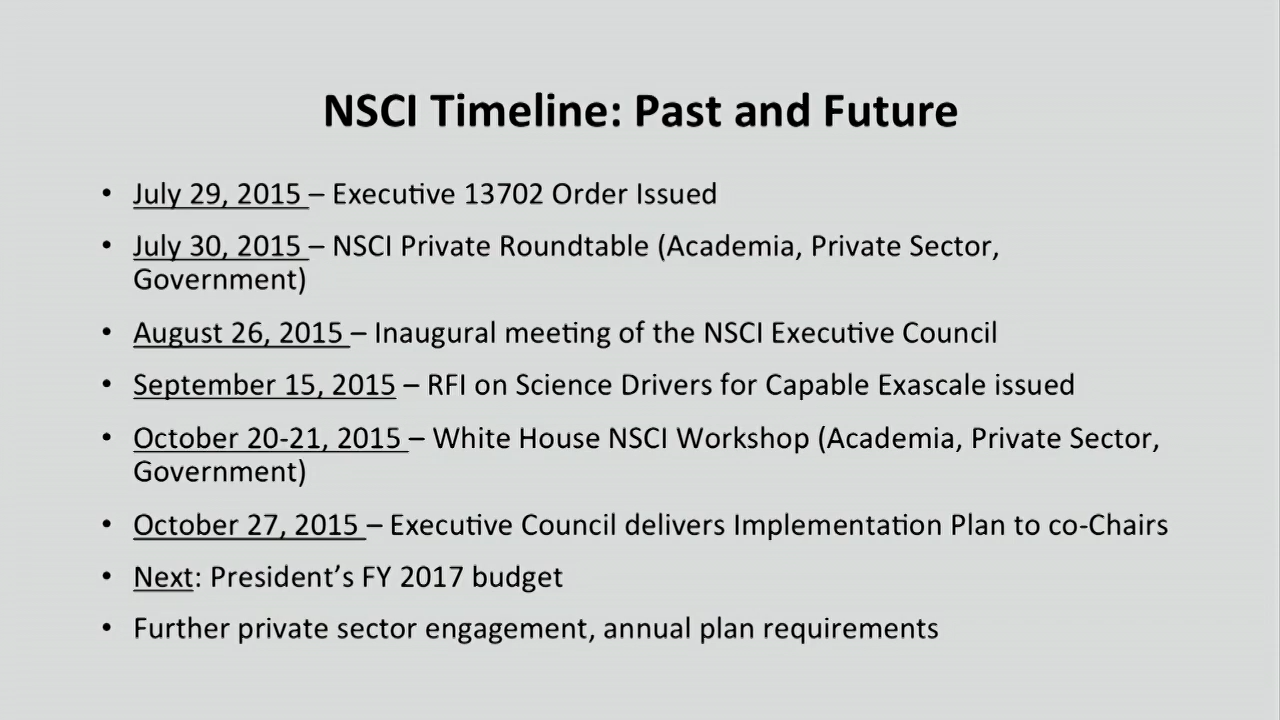 NSCI Timeline: Past and Future
• July 29, 2015 – Executive 13702 Order Issued
• July 30, 2015 – NSCI Private Roundtable (Academia, Private Sector,
Government)
• August 26, 2015 – Inaugural meeting of the NSCI Executive Council
• September 15, 2015 – RFI on Science Drivers for Capable Exascale issued
• October 20-21, 2015 – White House NSCI Workshop (Academia, Private Sector,
Government)
• October 27, 2015 – Executive Council delivers Implementation Plan to co-Chairs
• Next: President’s FY 2017 budget
• Further private sector engagement, annual plan requirements